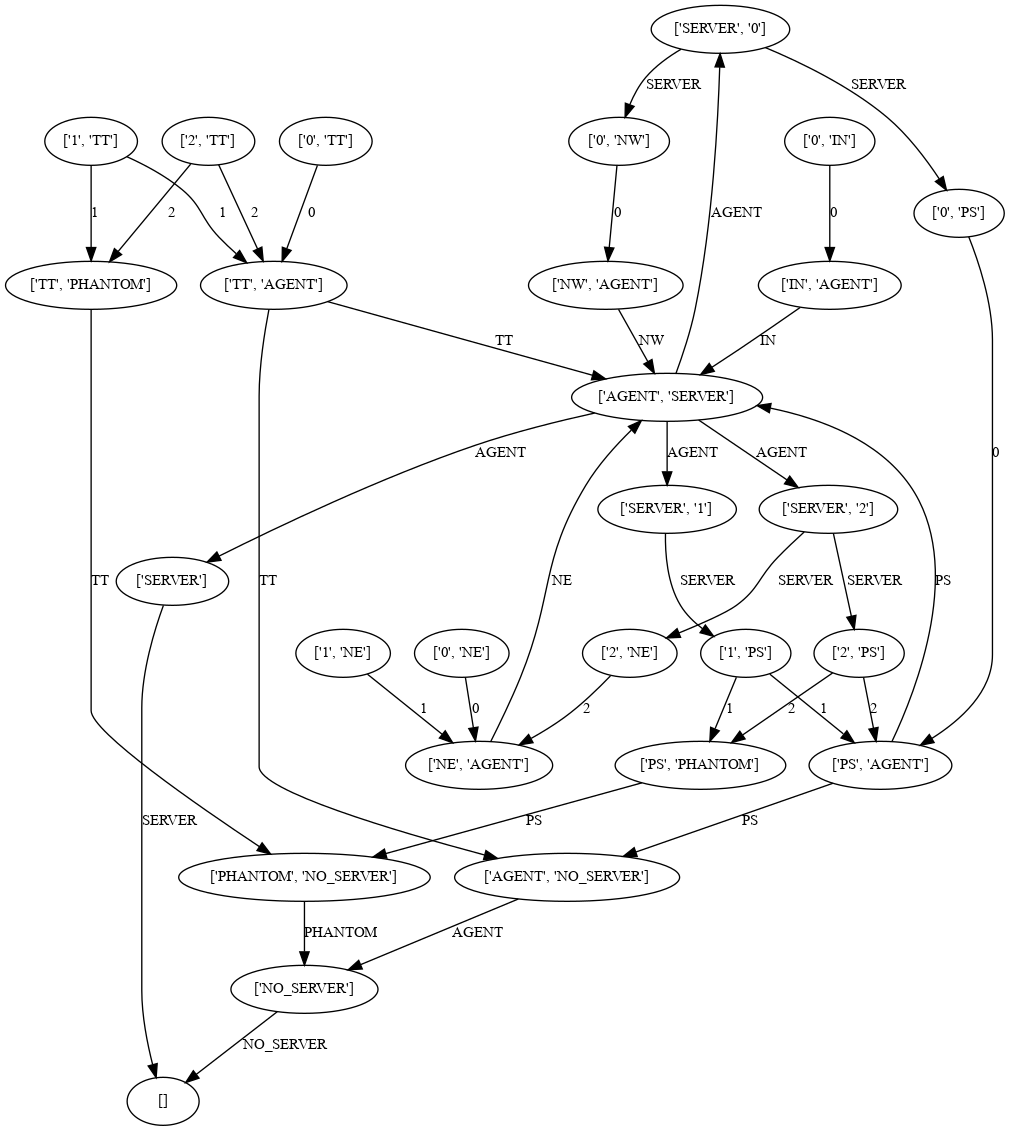 ['SERVER', '0']
SERVER
SERVER
['1', 'TT']
['2', 'TT']
['0', 'TT']
['0', 'NW']
['0', 'IN']
['0', 'PS']
1
2
1
2
0
0
0
AGENT
['TT', 'PHANTOM']
['TT', 'AGENT']
['NW', 'AGENT']
['IN', 'AGENT']
TT
NW
IN
['AGENT', 'SERVER']
AGENT
AGENT
AGENT
0
['SERVER', '1']
['SERVER', '2']
['SERVER']
TT
TT
NE
SERVER
SERVER
SERVER
PS
['1', 'NE']
['0', 'NE']
['2', 'NE']
['1', 'PS']
['2', 'PS']
1
0
2
1
2
1
2
['NE', 'AGENT']
['PS', 'PHANTOM']
['PS', 'AGENT']
SERVER
PS
PS
['PHANTOM', 'NO_SERVER']
['AGENT', 'NO_SERVER']
PHANTOM
AGENT
['NO_SERVER']
NO_SERVER
[]